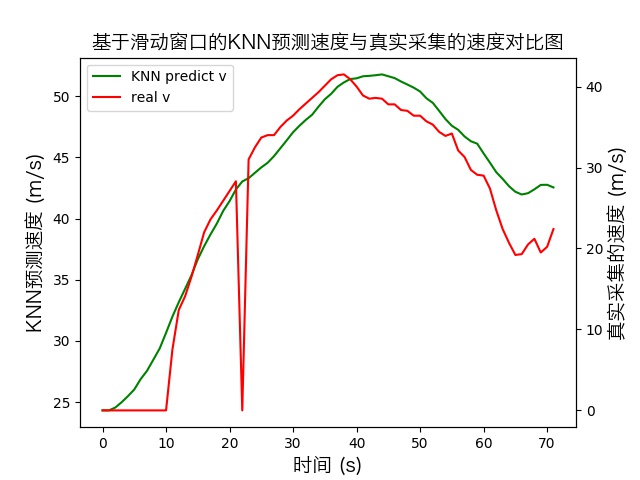 基于滑动窗口的KNN预测速度与真实采集的速度对比图
KNN predict v
real v
50
45
40
35
30
25
40
30
20
10
0
0 10 20 30 40 50 60 70
KNN预测速度 (m/s)
真实采集的速度 (m/s)
时间 (s)